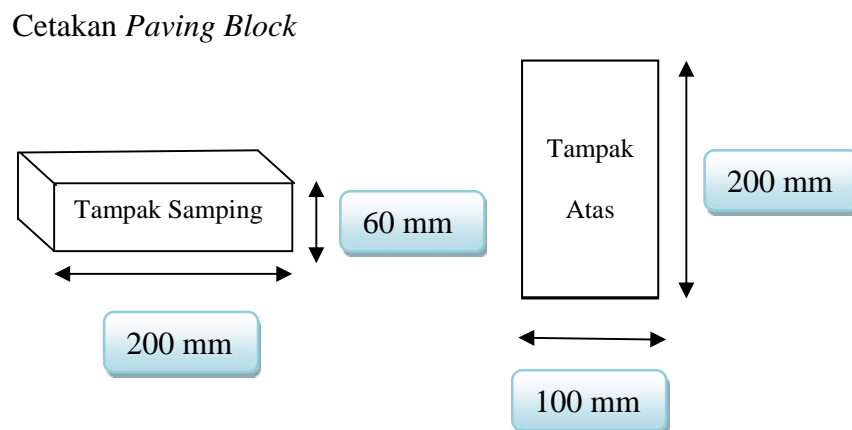 Cetakan Paving Block
Tampak Samping
60 mm
200 mm
Tampak
Atas
200 mm
100 mm